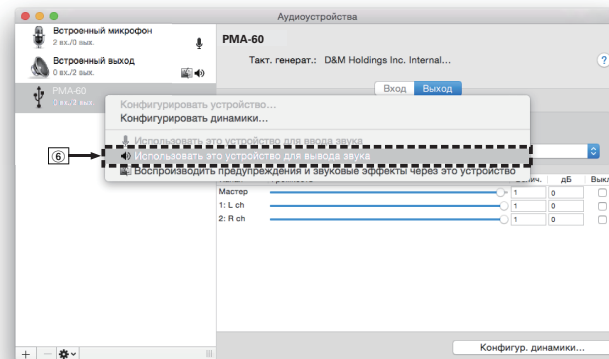 Аудиоустройства
Встроенный микрофон
2 вх./0 вых.
Встроенный выход
0 вх./2 вых.
PMA-60
0 вх./2 вых.
PMA-60
Такт. генерат.: D&M Holdings Inc. Internal...
?
Вход Выход
Конфигурировать устройство...
Конфигурировать динамики...
Использовать это устройство для ввода звука
⑥
Использовать это устройство для вывода звука
Воспроизводить предупреждения и звуковые эффекты через это устройство
дБ Выкл
Мастер 1 0
1: L ch 1 0
2: R ch 1 0
+ −
Конфигур. динамики...